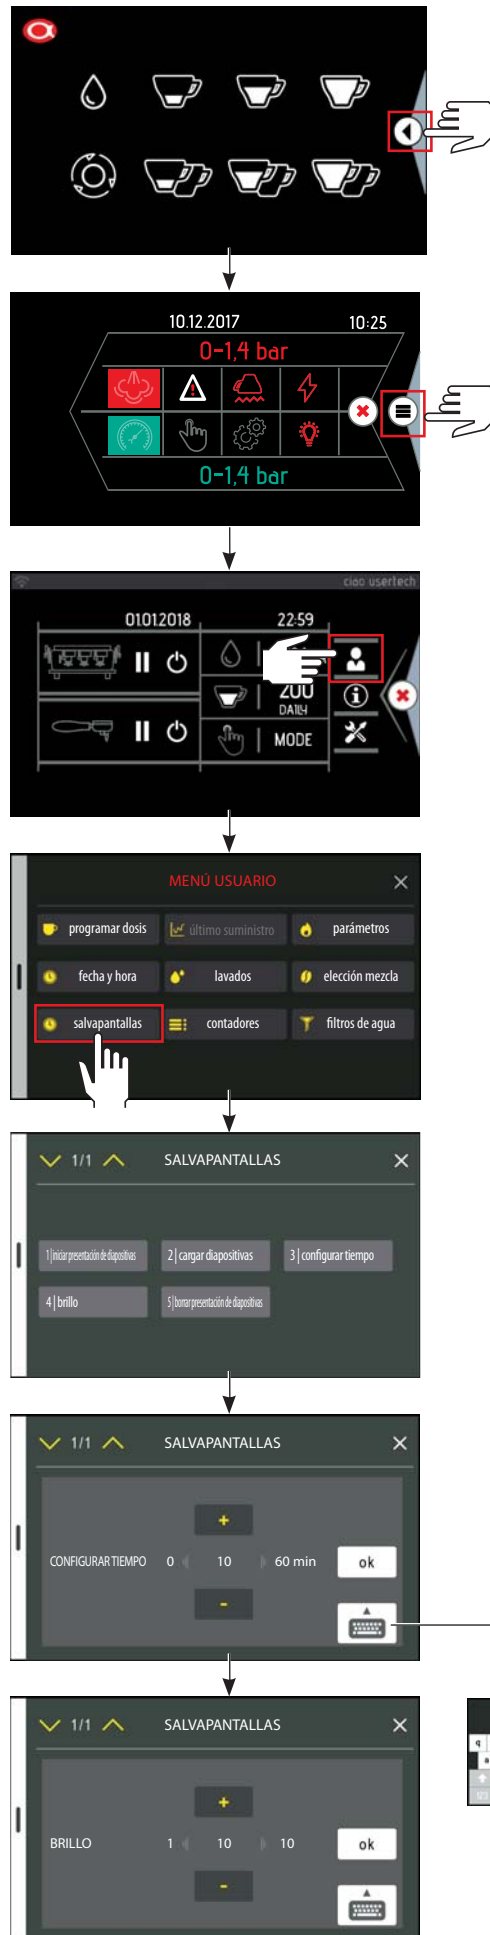 10.12.2017 10:25
0-1,4 bar
0-1,4 bar
ciao usertech
01.01.2018 22:59
200
DAILY
MODE
MENÚ USUARIO
programar dosis último suministro parámetros
fecha y hora lavados elección mezcla
salvapantallas contadores filtros de agua
1/1 SALVAPANTALLAS
1 | iniciar presentación de diapositivas 2 | cargar diapositivas 3 | configurar tiempo
4 | brillo 5 | borrar presentación de diapositivas
1/1 SALVAPANTALLAS
+
CONFIGURAR TIEMPO 0 10 60 min ok
-
1/1 SALVAPANTALLAS
+
BRILLO 1 10 10 ok
-
q
a
123